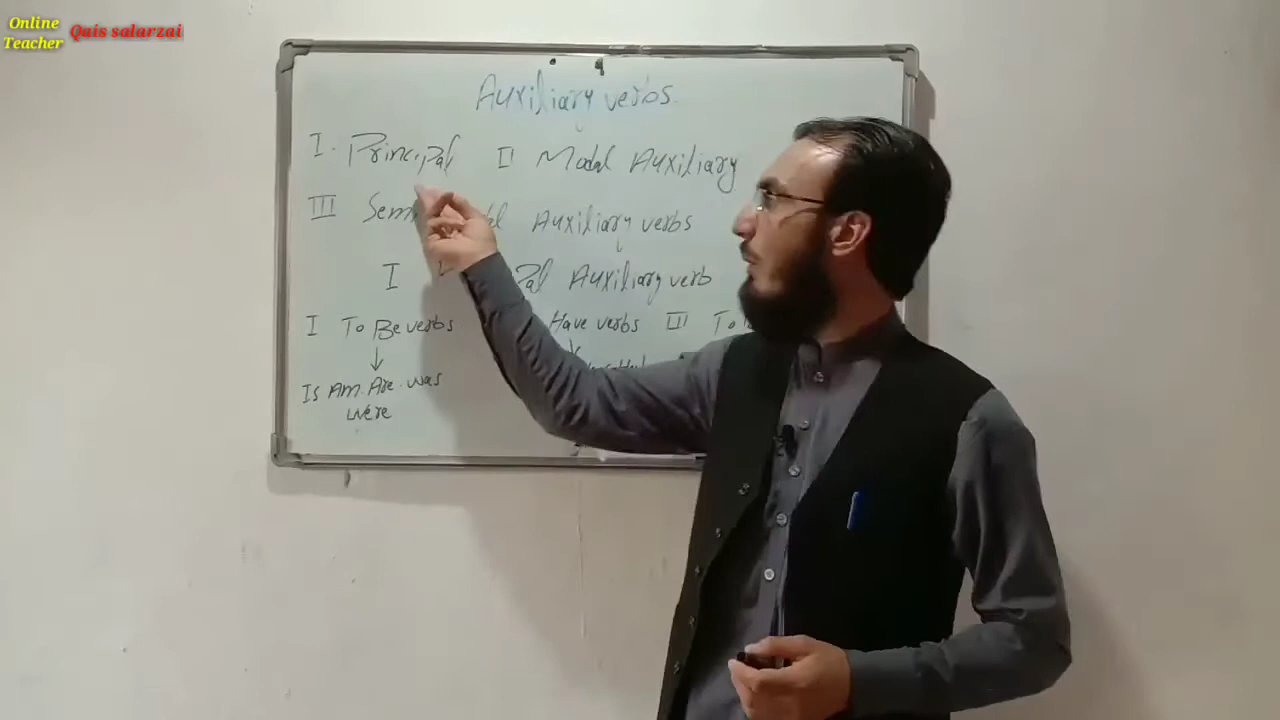 Online
Teacher
Quis salarzai
Auxiliary verbs.
I. Principal II Modal Auxiliary
III Auxiliary verbs
I Auxiliary verb
I To Be verbs Have verbs III To
Is Am. Are. was
were